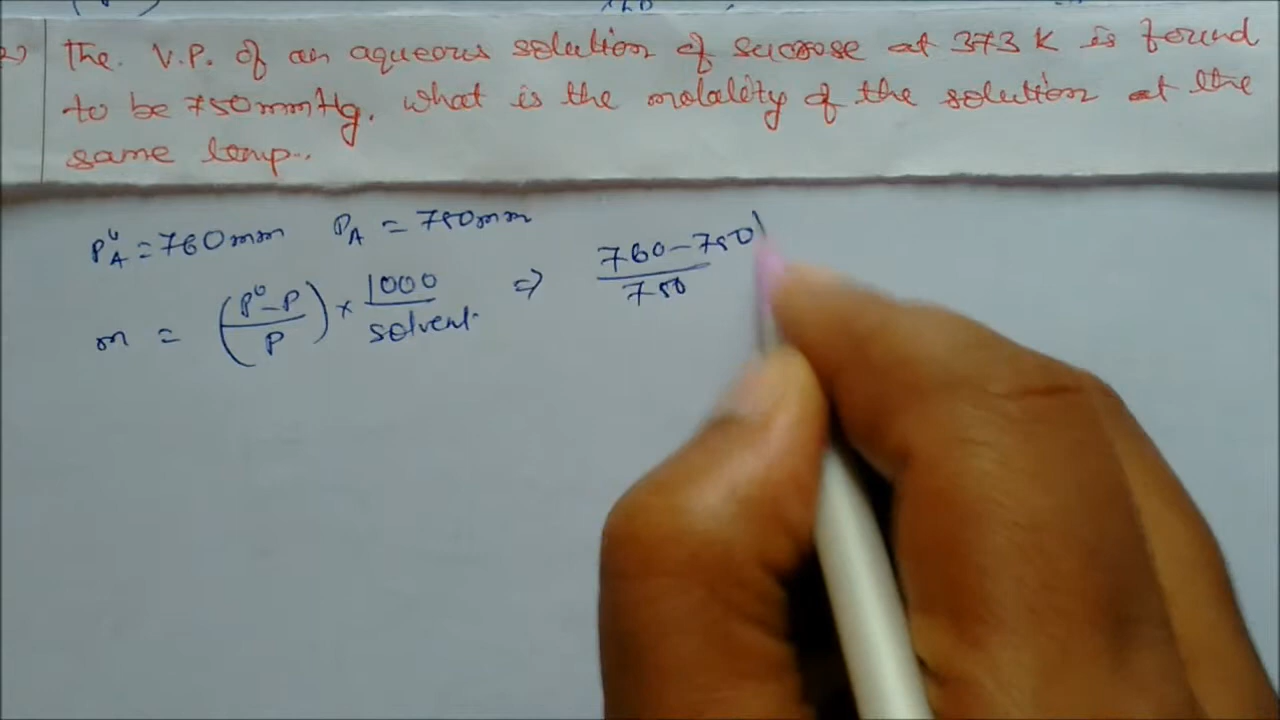 2) The. V.P. of an aqueous solution of sucrose at 373 K is found
to be 750mmHg. What is the molality of the solution at the
same temp..
P°A = 760mm PA = 750mm
m = (P°-P / P) × 1000 / solvent. ⇒ 760-750 / 750